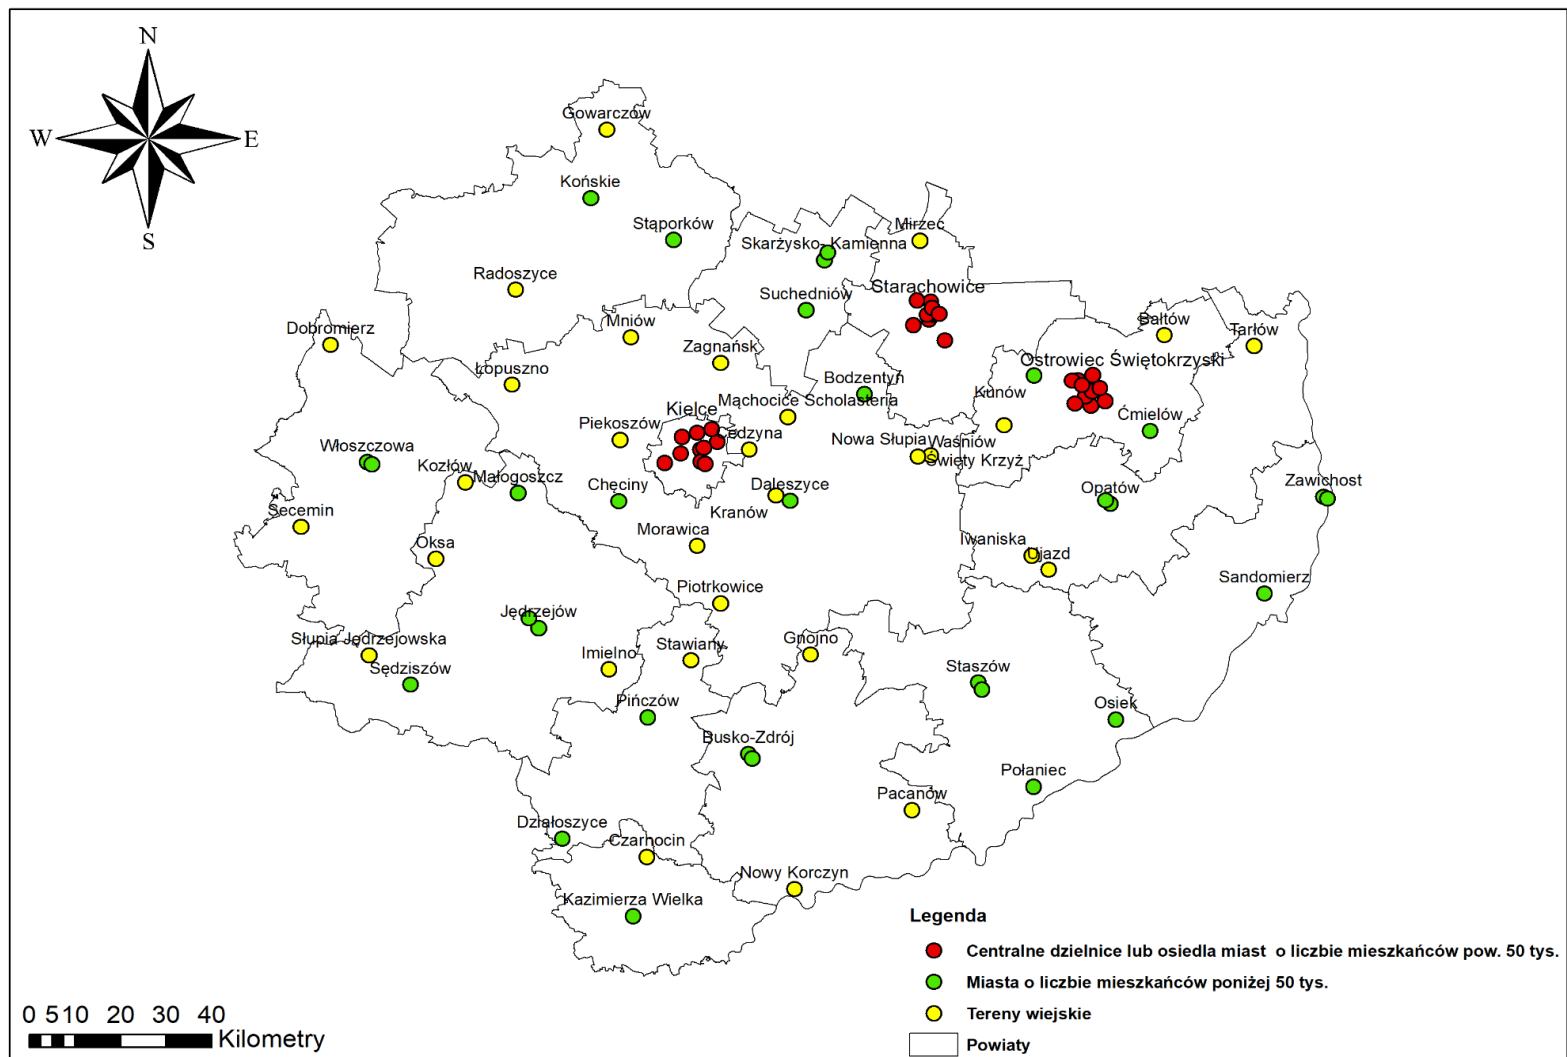 N
Gowarczów
W
E
Końskie
S
Stąporków
Mirzec
Skarżysko- Kamienna
Radoszyce
Starachowice
Suchedniów
Mniów
Bałtów
Dobromierz
Tarłów
Zagnańsk
Ostrowiec Świętokrzyski
Łopuszno
Bodzentyn
Kunów
Mąchocice Scholasteria
Kielce
Ćmielów
Piekoszów
Cedzyna
Nowa Słupia
Waśniów
Włoszczowa
Święty Krzyż
Kozłów
Małogoszcz
Zawichost
Chęciny
Daleszyce
Opatów
Secemin
Kranów
Morawica
Iwaniska
Oksa
Ujazd
Sandomierz
Piotrkowice
Jędrzejów
Słupia Jędrzejowska
Gnojno
Stawiany
Imielno
Sędziszów
Staszów
Pińczów
Osiek
Busko-Zdrój
Połaniec
Pacanów
Działoszyce
Czarnocin
Nowy Korczyn
Kazimierza Wielka
Legenda
Centralne dzielnice lub osiedla miast o liczbie mieszkańców pow. 50 tys.
Miasta o liczbie mieszkańców poniżej 50 tys.
Tereny wiejskie
Powiaty
0 5 10 20 30 40
Kilometry